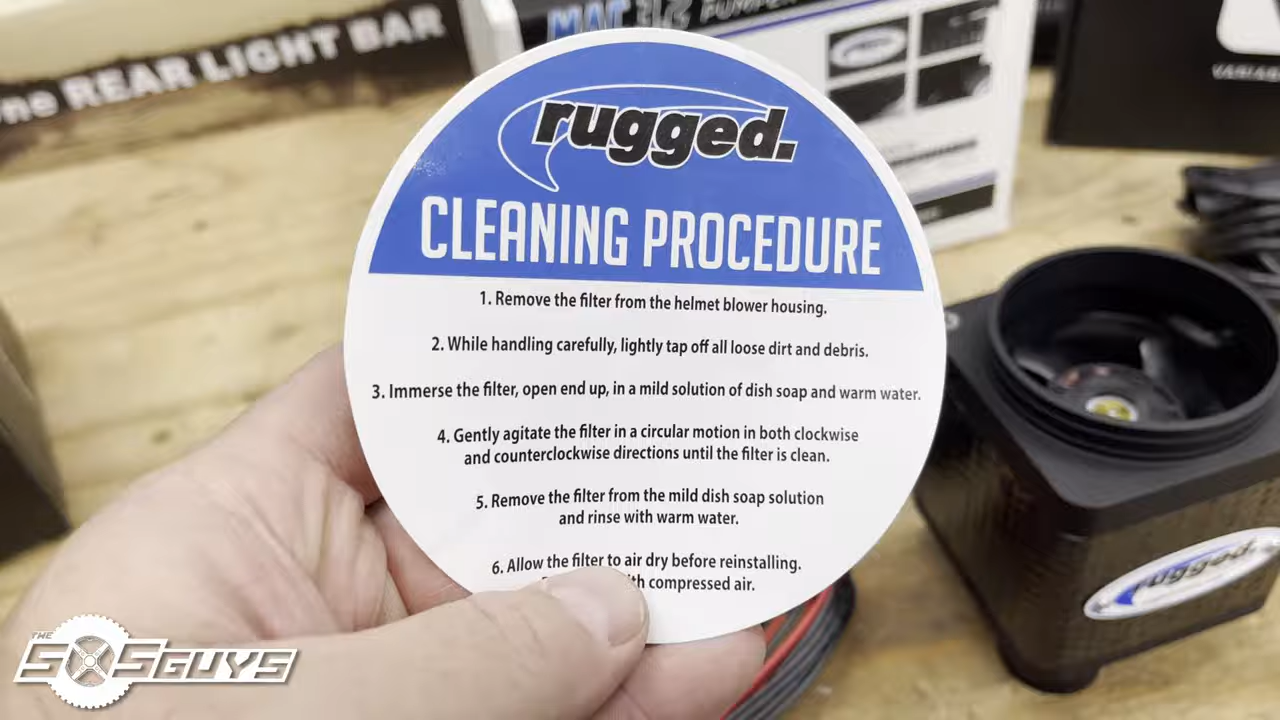 ne REAR LIGHT BAR
MAC
PUMPER
VARIA
rugged.
CLEANING PROCEDURE
1. Remove the filter from the helmet blower housing.
2. While handling carefully, lightly tap off all loose dirt and debris.
3. Immerse the filter, open end up, in a mild solution of dish soap and warm water.
4. Gently agitate the filter in a circular motion in both clockwise
and counterclockwise directions until the filter is clean.
5. Remove the filter from the mild dish soap solution
and rinse with warm water.
6. Allow the filter to air dry before reinstalling.
compressed air.
rugged
THE
SXSGUYS